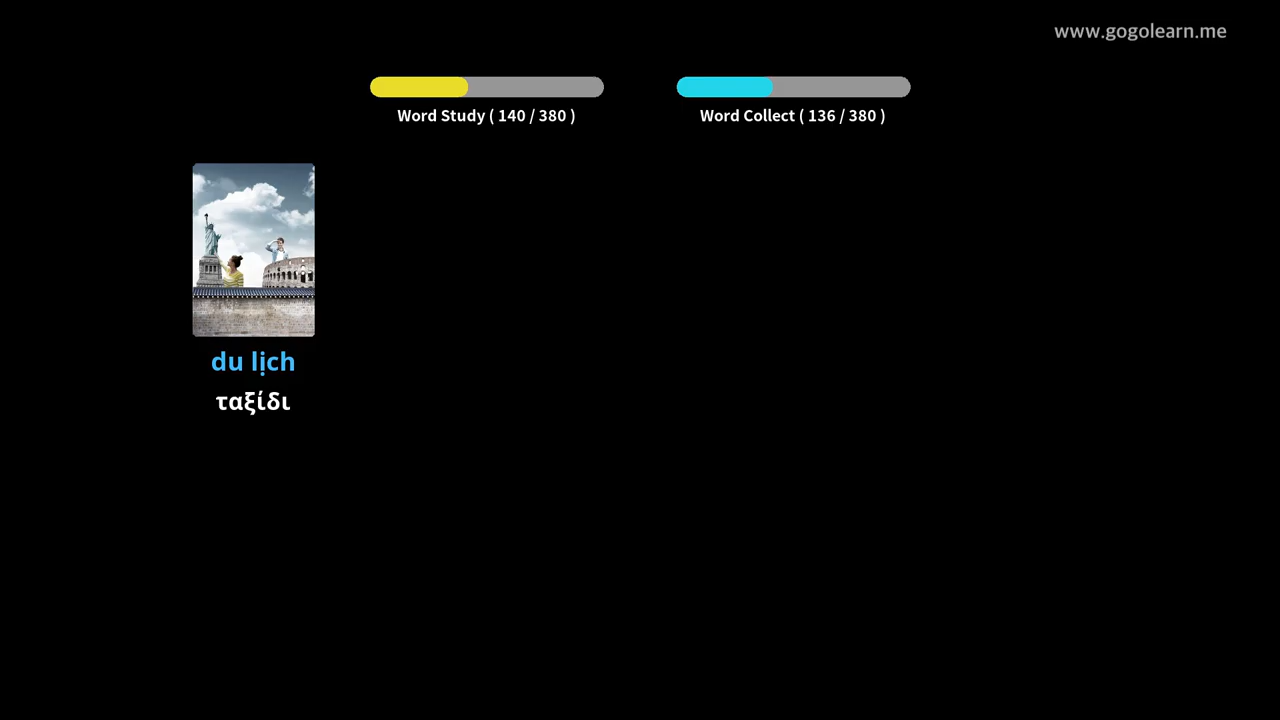 www.gogolearn.me
Word Study ( 140 / 380 )
Word Collect ( 136 / 380 )
du lịch
ταξίδι